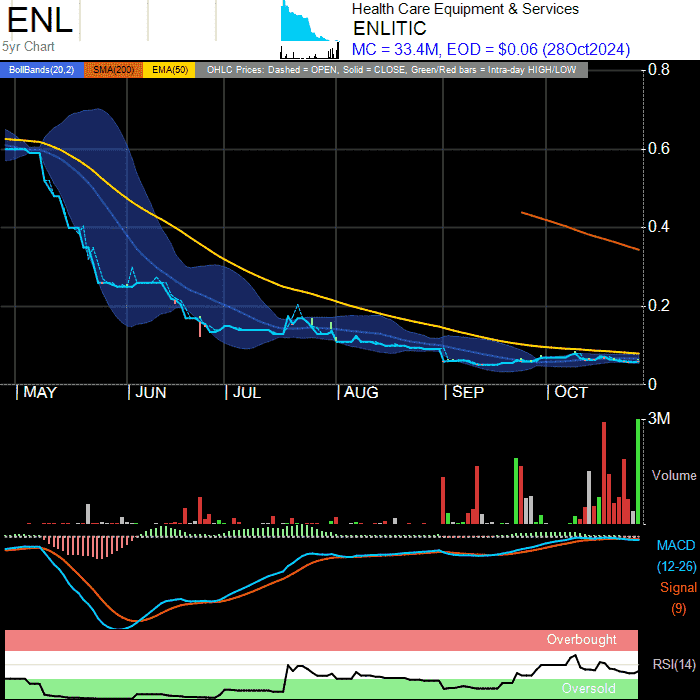 ENL
Health Care Equipment & Services
ENLITIC
5yr Chart
MC = 33.4M, EOD = $0.06 (28Oct2024)
BollBands(20,2) SMA(200) EMA(50) OHLC Prices: Dashed = OPEN, Solid = CLOSE, Green/Red bars = Intra-day HIGH/LOW
0.8
0.6
0.4
0.2
0
MAY JUN JUL AUG SEP OCT
3M
Volume
MACD
(12-26)
Signal
(9)
Overbought
RSI(14)
Oversold